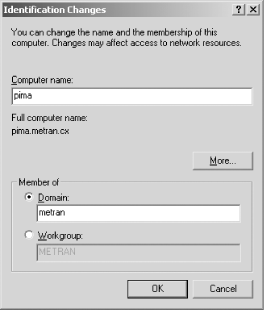 Identification Changes
You can change the name and the membership of this
computer. Changes may affect access to network resources.
Computer name:
pima
Full computer name:
pima.metran.cx
More...
Member of
Domain:
metran
Workgroup:
METRAN
OK Cancel